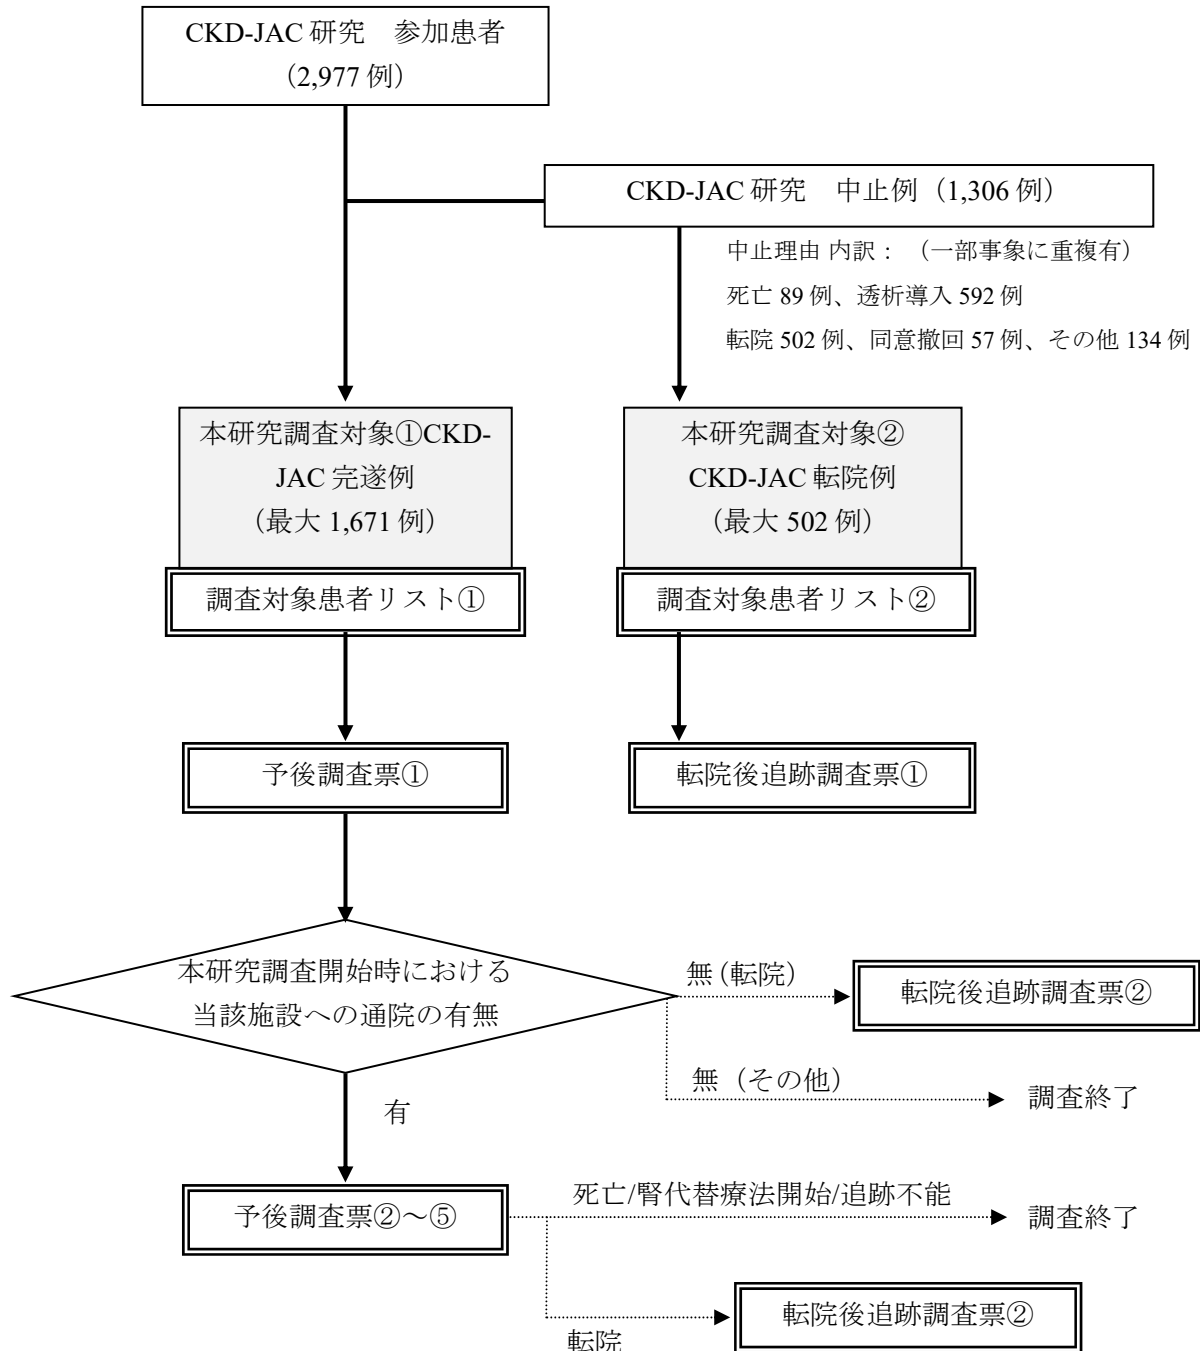 CKD-JAC 研究　参加患者
（2,977 例）
CKD-JAC 研究　中止例（1,306 例）
中止理由 内訳：（一部事象に重複有）
死亡 89 例、透析導入 592 例
転院 502 例、同意撤回 57 例、その他 134 例
本研究調査対象①CKD-
JAC 完遂例
（最大 1,671 例）
本研究調査対象②
CKD-JAC 転院例
（最大 502 例）
調査対象患者リスト①
調査対象患者リスト②
予後調査票①
転院後追跡調査票①
本研究調査開始時における
当該施設への通院の有無
無（転院）
転院後追跡調査票②
無（その他）
調査終了
有
予後調査票②～⑤
死亡/腎代替療法開始/追跡不能
調査終了
転院
転院後追跡調査票②